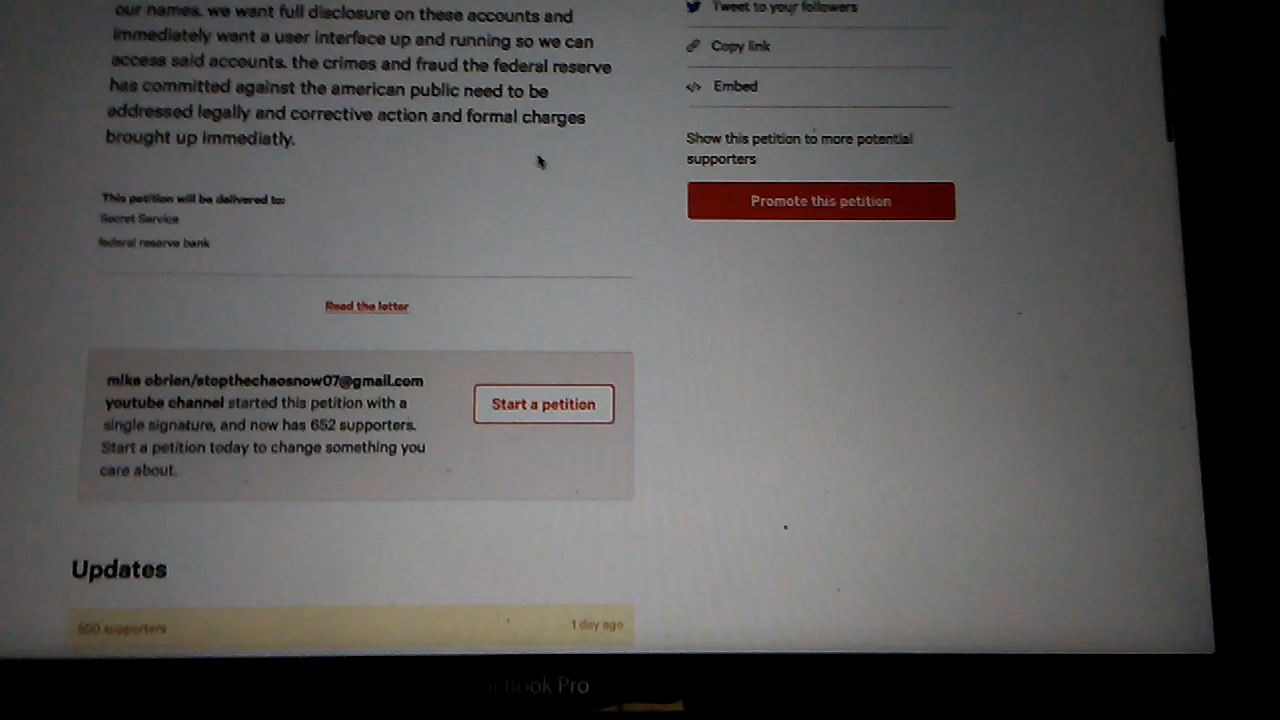 our names. we want full disclosure on these accounts and
immediately want a user interface up and running so we can
access said accounts. the crimes and fraud the federal reserve
has committed against the american public need to be
addressed legally and corrective action and formal charges
brought up immediatly.
This petition will be delivered to:
Secret Service
federal reserve bank
Read the letter
mike obrien/stopthechaosnow07@gmail.com
youtube channel started this petition with a
single signature, and now has 652 supporters.
Start a petition today to change something you
care about.
Start a petition
Updates
600 supporters
1 day ago
Tweet to your followers
Copy link
</> Embed
Show this petition to more potential
supporters
Promote this petition
Book Pro